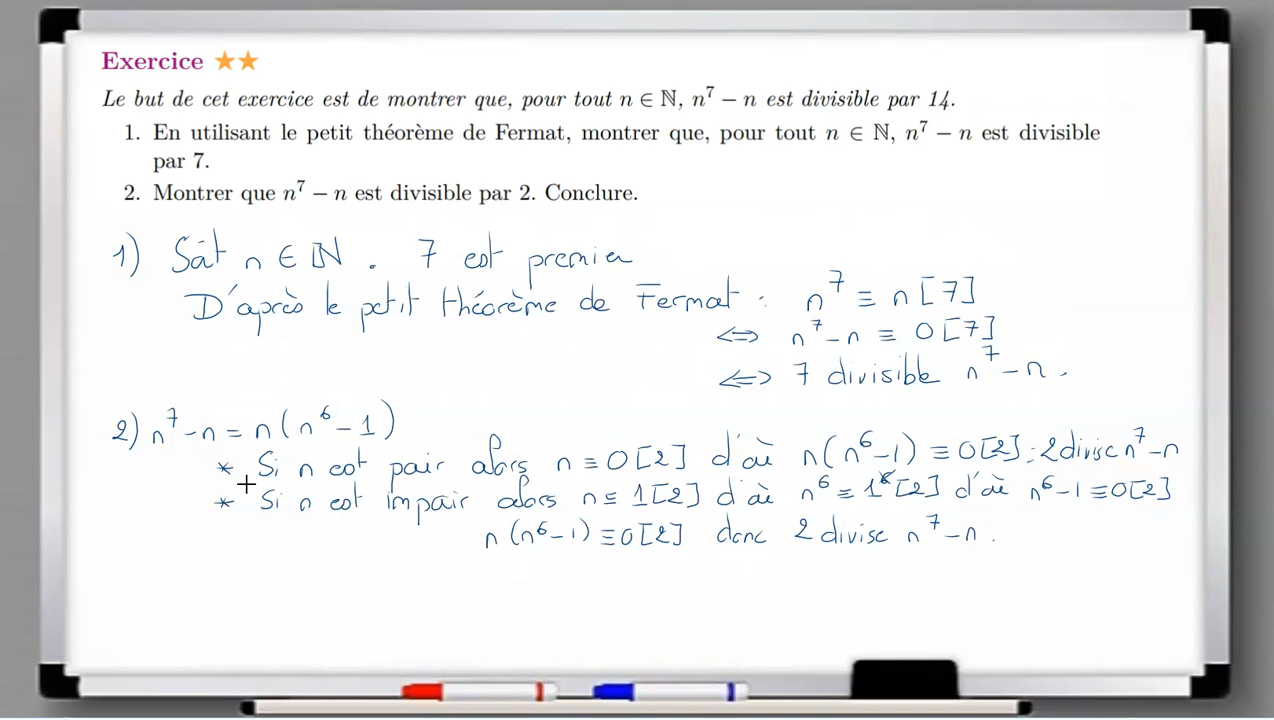 Exercice ★★
Le but de cet exercice est de montrer que, pour tout n ∈ ℕ, n⁷ − n est divisible par 14.
1. En utilisant le petit théorème de Fermat, montrer que, pour tout n ∈ ℕ, n⁷ − n est divisible
par 7.
2. Montrer que n⁷ − n est divisible par 2. Conclure.
1) Soit n ∈ ℕ . 7 est premier
D'après le petit théorème de Fermat : n⁷ ≡ n [7]
⇔ n⁷ − n ≡ 0 [7]
⇔ 7 divisible n⁷ − n .
2) n⁷ − n = n (n⁶ − 1)
* Si n est pair alors n ≡ 0 [2] d'où n(n⁶ − 1) ≡ 0 [2] : 2 divise n⁷ − n
* Si n est impair alors n ≡ 1 [2] d'où n⁶ ≡ 1⁶ [2] d'où n⁶ − 1 ≡ 0 [2]
n (n⁶ − 1) ≡ 0 [2] donc 2 divise n⁷ − n .